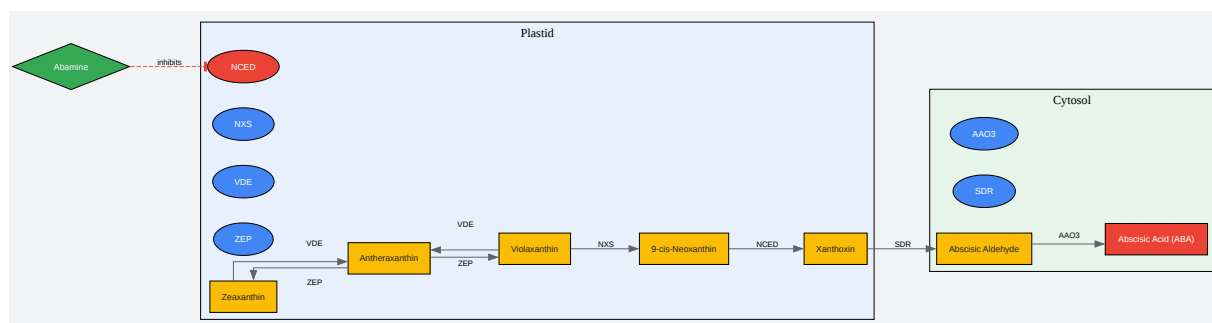 Plastid
Abamine
inhibits
NCED
NXS
VDE
ZEP
VDE
ZEP
Zeaxanthin
Antheraxanthin
VDE
ZEP
Violaxanthin
NXS
9-cis-Neoxanthin
NCED
Xanthoxin
SDR
Cytosol
AAO3
SDR
Abscisic Aldehyde
AAO3
Abscisic Acid (ABA)